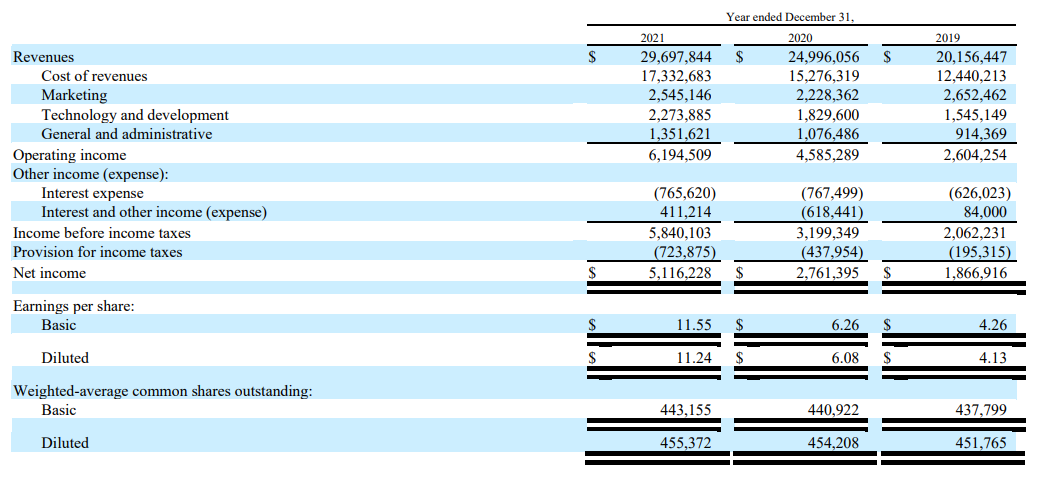 Year ended December 31,
2021 2020 2019
Revenues $ 29,697,844 $ 24,996,056 $ 20,156,447
Cost of revenues 17,332,683 15,276,319 12,440,213
Marketing 2,545,146 2,228,362 2,652,462
Technology and development 2,273,885 1,829,600 1,545,149
General and administrative 1,351,621 1,076,486 914,369
Operating income 6,194,509 4,585,289 2,604,254
Other income (expense):
Interest expense (765,620) (767,499) (626,023)
Interest and other income (expense) 411,214 (618,441) 84,000
Income before income taxes 5,840,103 3,199,349 2,062,231
Provision for income taxes (723,875) (437,954) (195,315)
Net income $ 5,116,228 $ 2,761,395 $ 1,866,916
Earnings per share:
Basic $ 11.55 $ 6.26 $ 4.26
Diluted $ 11.24 $ 6.08 $ 4.13
Weighted-average common shares outstanding:
Basic 443,155 440,922 437,799
Diluted 455,372 454,208 451,765